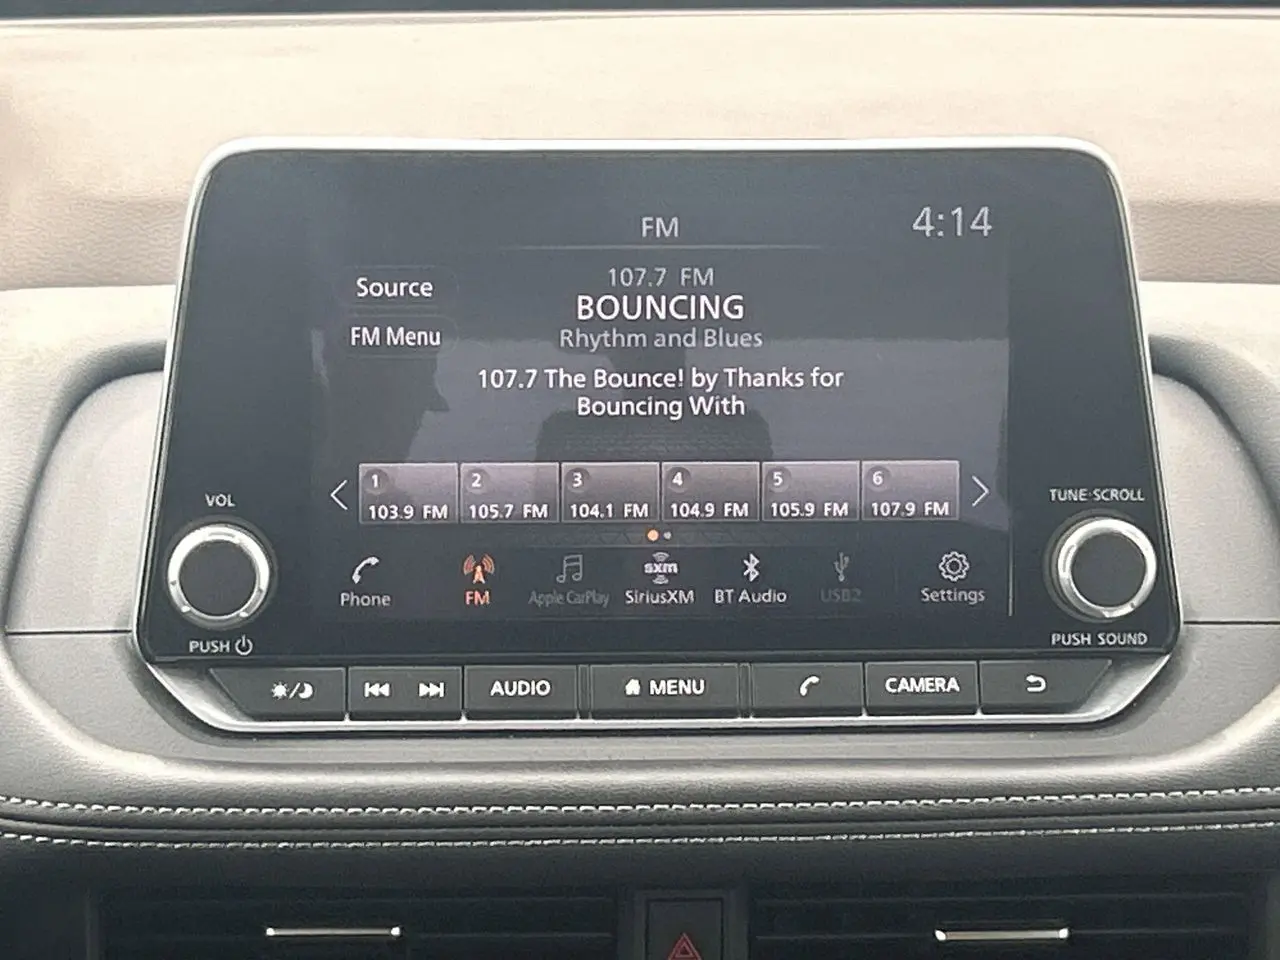 FM
4:14
Source
FM Menu
107.7 FM
BOUNCING
Rhythm and Blues
107.7 The Bounce! by Thanks for
Bouncing With
1 103.9 FM
2 105.7 FM
3 104.1 FM
4 104.9 FM
5 105.9 FM
6 107.9 FM
VOL
PUSH
TUNE·SCROLL
PUSH SOUND
Phone
FM
Apple CarPlay
sxm
SiriusXM
BT Audio
USB2
Settings
AUDIO
MENU
CAMERA